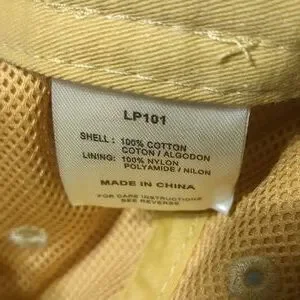 LP101
SHELL : 100% COTTON
COTON / ALGODON
LINING: 100% NYLON
POLYAMIDE / NILON
MADE IN CHINA
FOR CARE INSTRUCTIONS
SEE REVERSE